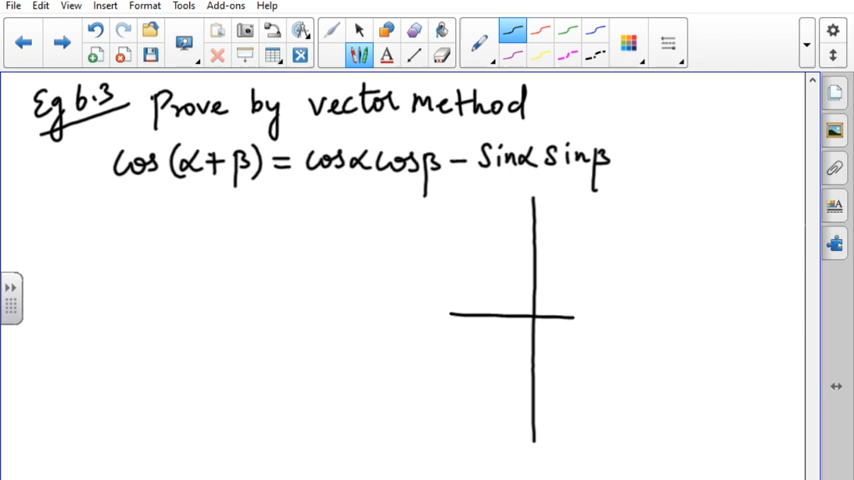 File Edit View Insert Format Tools Add-ons Help
Eg 6.3 Prove by vector method
cos (α+β) = cosα cosβ - Sinα Sinβ